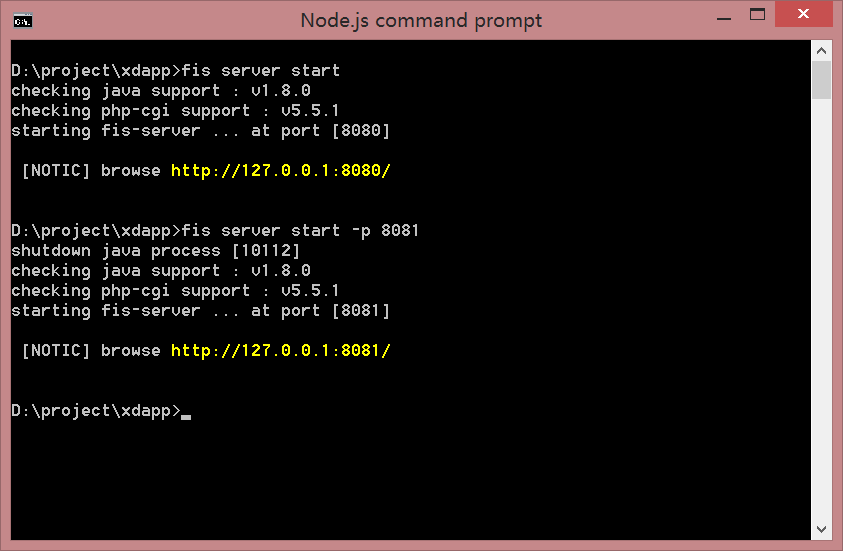 Node.js command prompt
D:\project\xdapp>fis server start
checking java support : v1.8.0
checking php-cgi support : v5.5.1
starting fis-server ... at port [8080]
[NOTIC] browse http://127.0.0.1:8080/
D:\project\xdapp>fis server start -p 8081
shutdown java process [10112]
checking java support : v1.8.0
checking php-cgi support : v5.5.1
starting fis-server ... at port [8081]
[NOTIC] browse http://127.0.0.1:8081/
D:\project\xdapp>